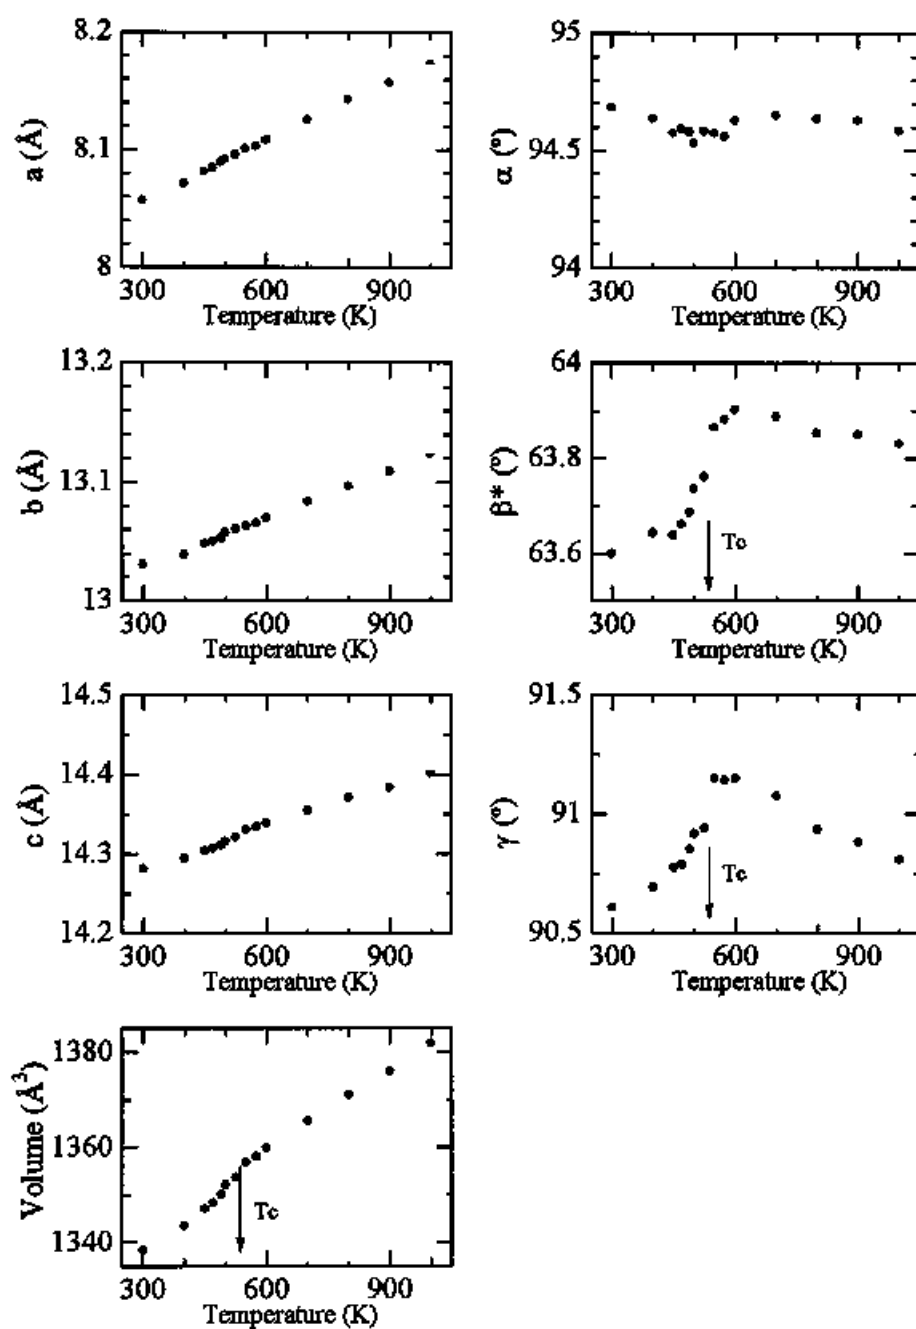 8.2
8.1
8
a (Å)
300 600 900
Temperature (K)
95
94.5
94
α (°)
300 600 900
Temperature (K)
13.2
13.1
13
b (Å)
300 600 900
Temperature (K)
64
63.8
63.6
β* (°)
Tc
300 600 900
Temperature (K)
14.5
14.4
14.3
14.2
c (Å)
300 600 900
Temperature (K)
91.5
91
90.5
γ (°)
Tc
300 600 900
Temperature (K)
1380
1360
1340
Volume (Å³)
Tc
300 600 900
Temperature (K)